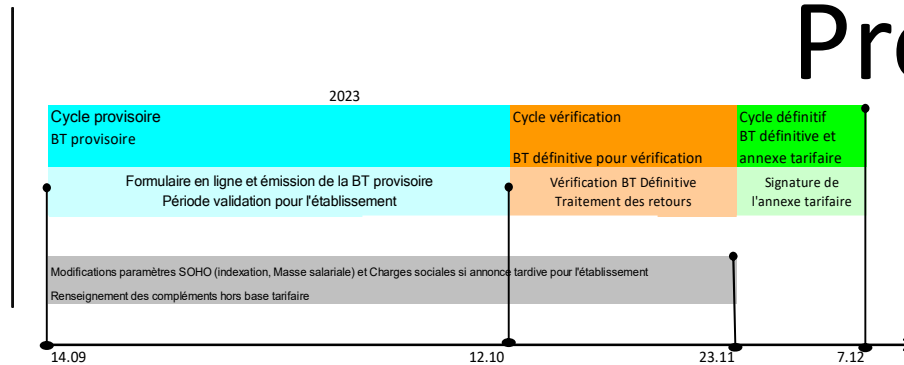 Pr
2023
Cycle provisoire
BT provisoire
Cycle vérification
BT définitive pour vérification
Cycle définitif
BT définitive et
annexe tarifaire
Formulaire en ligne et émission de la BT provisoire
Période validation pour l'établissement
Vérification BT Définitive
Traitement des retours
Signature de
l'annexe tarifaire
Modifications paramètres SOHO (indexation, Masse salariale) et Charges sociales si annonce tardive pour l'établissement
Renseignement des compléments hors base tarifaire
14.09
12.10
23.11
7.12